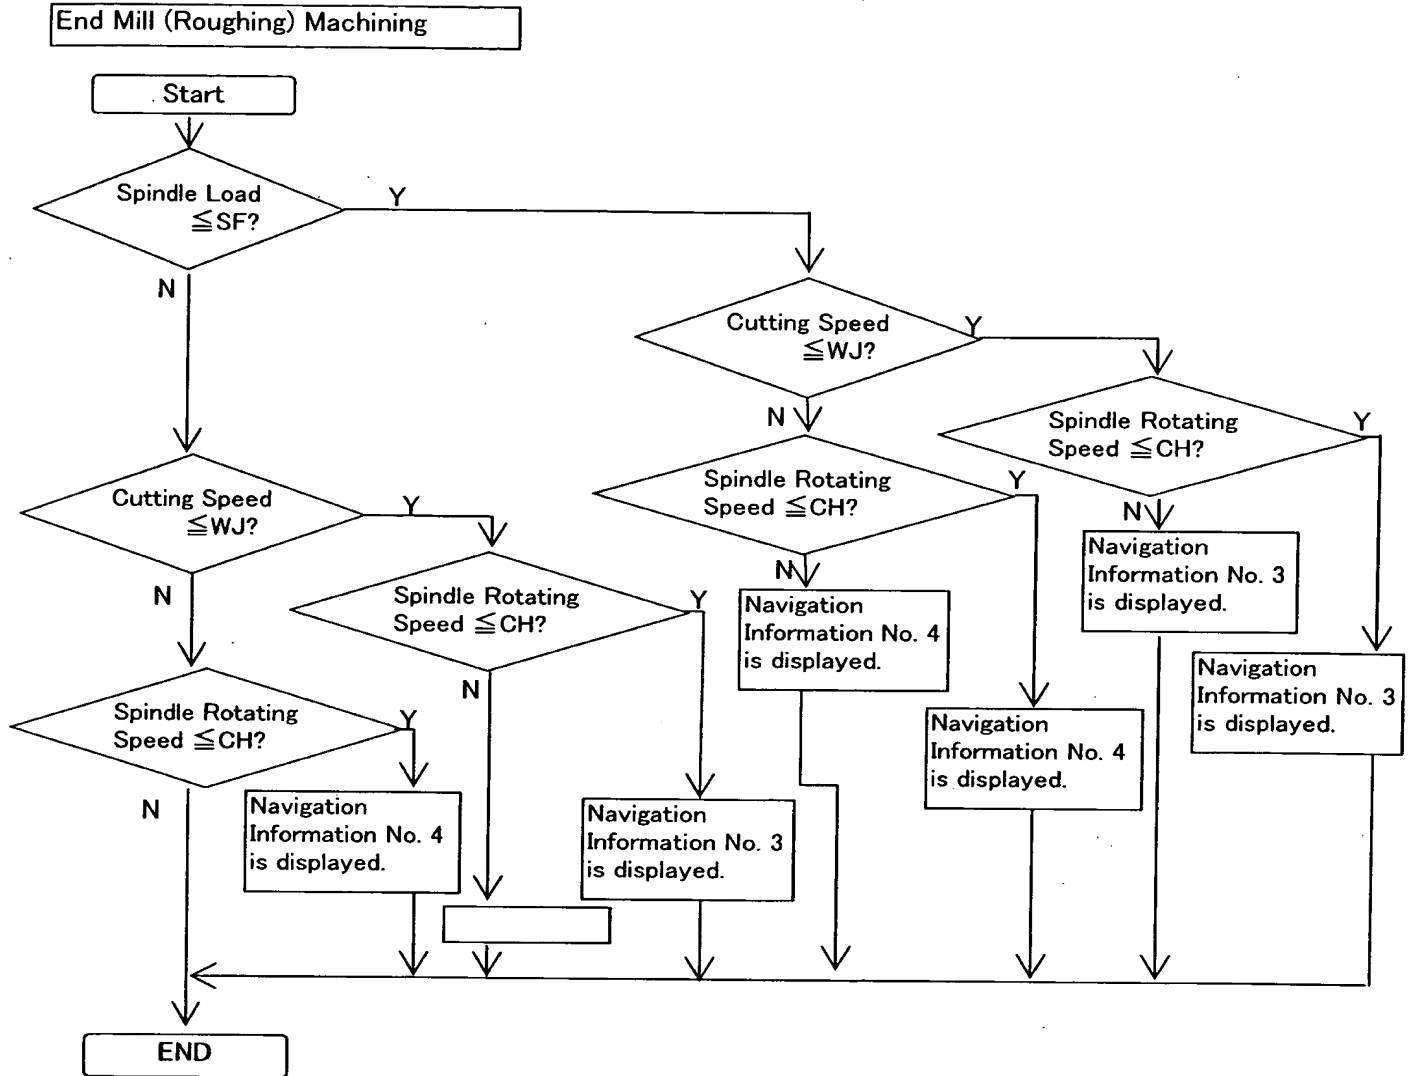 End Mill (Roughing) Machining
Start
Spindle Load
≦SF?
Y
N
Cutting Speed
≦WJ?
Y
N
Spindle Rotating
Speed ≦CH?
Y
N
Spindle Rotating
Speed ≦CH?
Y
N
Cutting Speed
≦WJ?
Y
N
Navigation
Information No. 3
is displayed.
Spindle Rotating
Speed ≦CH?
Y
N
Navigation
Information No. 4
is displayed.
Navigation
Information No. 3
is displayed.
Spindle Rotating
Speed ≦CH?
Y
N
Navigation
Information No. 4
is displayed.
Navigation
Information No. 4
is displayed.
Navigation
Information No. 3
is displayed.
END